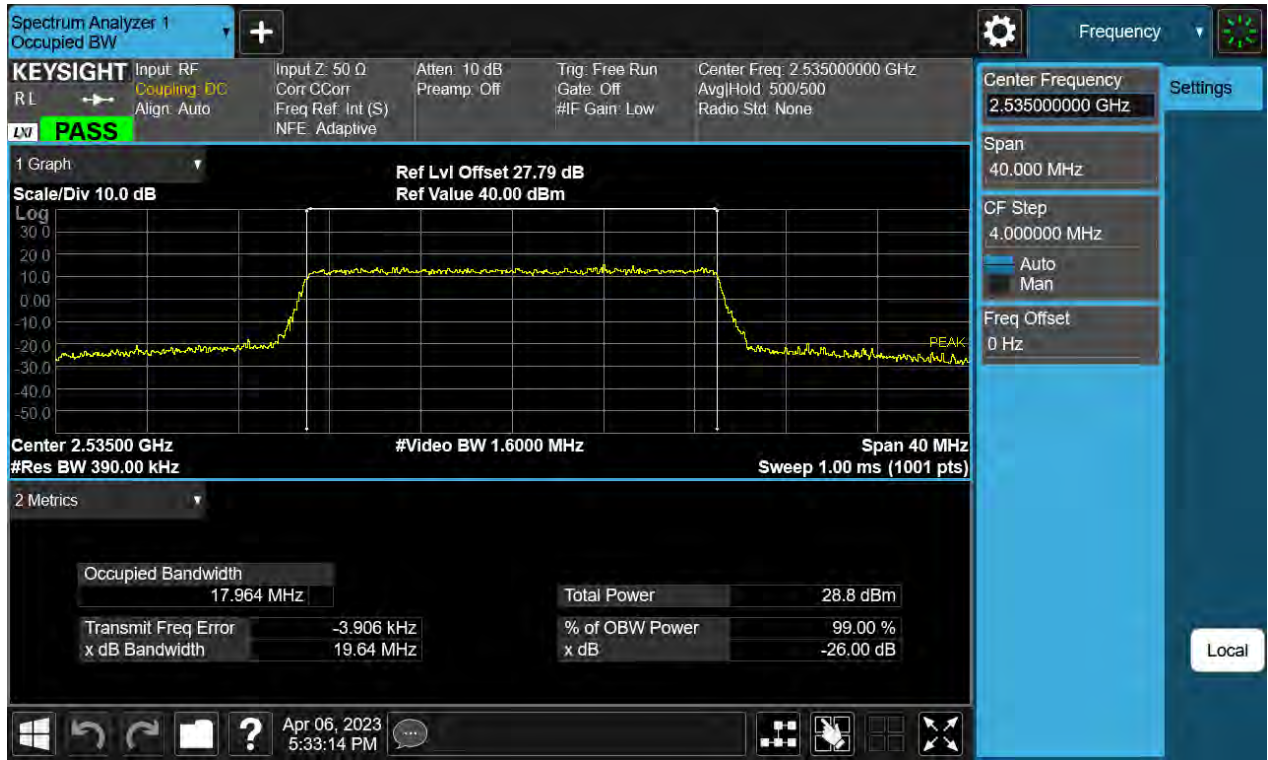 Spectrum Analyzer 1
Occupied BW
+
Frequency
KEYSIGHT
RL
LXI
PASS
Input: RF
Coupling: DC
Align: Auto
Input Z: 50 Ω
Corr CCorr
Freq Ref: Int (S)
NFE: Adaptive
Atten: 10 dB
Preamp: Off
Trig: Free Run
Gate: Off
#IF Gain: Low
Center Freq: 2.535000000 GHz
Avg|Hold: 500/500
Radio Std: None
Center Frequency
2.535000000 GHz
Settings
Span
40.000 MHz
CF Step
4.000000 MHz
Auto
Man
Freq Offset
0 Hz
1 Graph
Scale/Div 10.0 dB
Ref Lvl Offset 27.79 dB
Ref Value 40.00 dBm
Log
30.0
20.0
10.0
0.00
-10.0
-20.0
-30.0
-40.0
-50.0
PEAK
Center 2.53500 GHz
#Video BW 1.6000 MHz
Span 40 MHz
#Res BW 390.00 kHz
Sweep 1.00 ms (1001 pts)
2 Metrics
Occupied Bandwidth
17.964 MHz
Transmit Freq Error -3.906 kHz
x dB Bandwidth 19.64 MHz
Total Power 28.8 dBm
% of OBW Power 99.00 %
x dB -26.00 dB
Local
?
Apr 06, 2023
5:33:14 PM